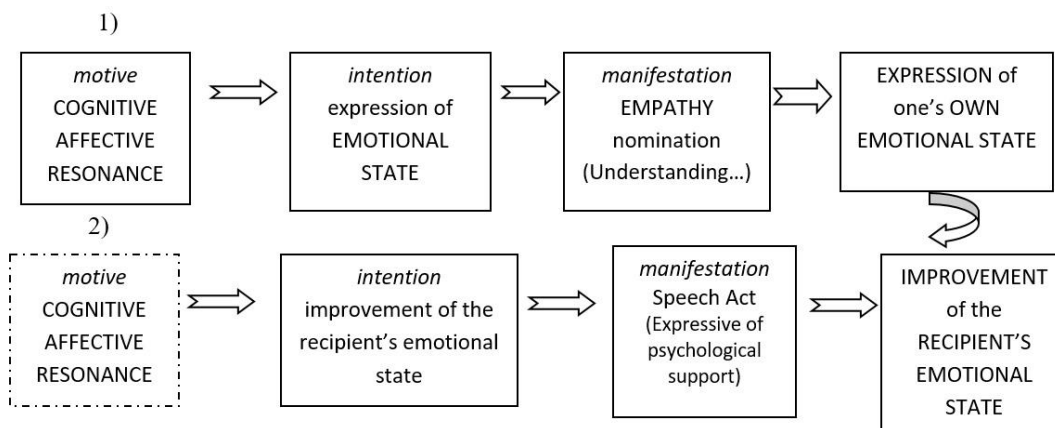 1)
motive
COGNITIVE
AFFECTIVE
RESONANCE
intention
expression of
EMOTIONAL
STATE
manifestation
EMPATHY
nomination
(Understanding...)
EXPRESSION of
one’s OWN
EMOTIONAL STATE
2)
motive
COGNITIVE
AFFECTIVE
RESONANCE
intention
improvement of the
recipient’s emotional
state
manifestation
Speech Act
(Expressive of
psychological
support)
IMPROVEMENT
of the
RECIPIENT’S
EMOTIONAL
STATE